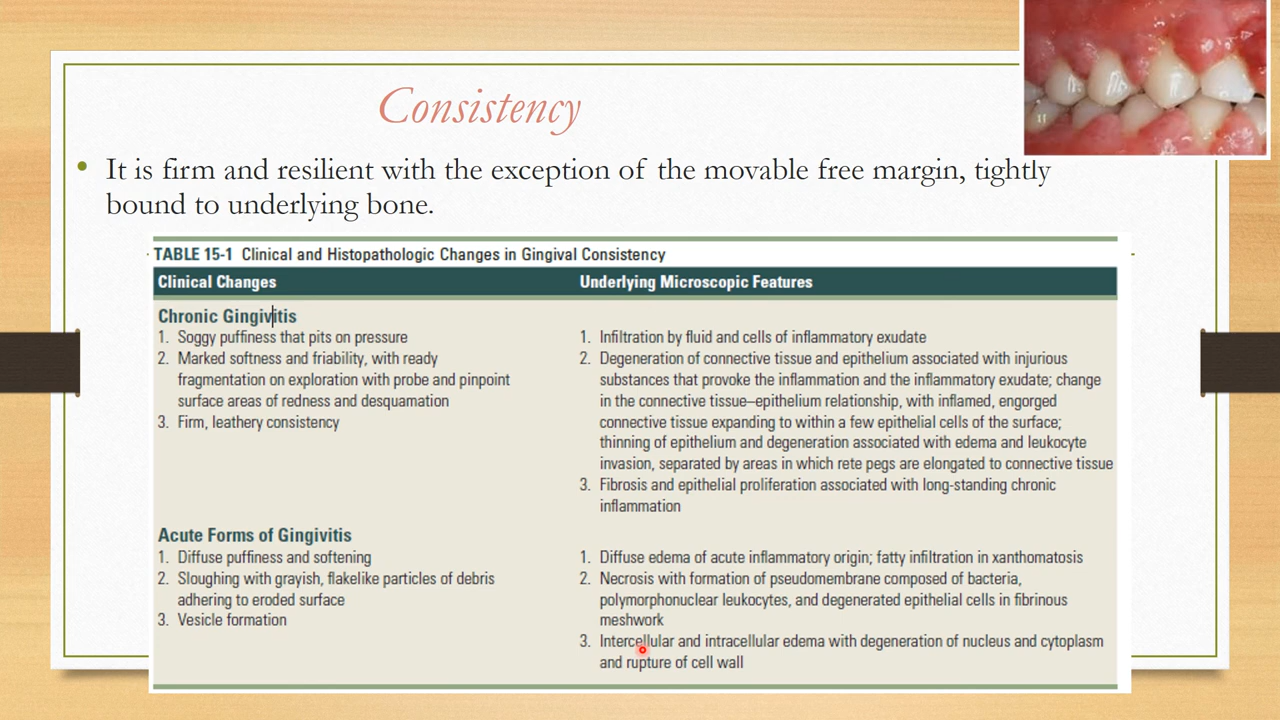 Consistency
• It is firm and resilient with the exception of the movable free margin, tightly
bound to underlying bone.
TABLE 15-1 Clinical and Histopathologic Changes in Gingival Consistency
Clinical Changes
Underlying Microscopic Features
Chronic Gingivitis
1. Soggy puffiness that pits on pressure
2. Marked softness and friability, with ready
fragmentation on exploration with probe and pinpoint
surface areas of redness and desquamation
3. Firm, leathery consistency
1. Infiltration by fluid and cells of inflammatory exudate
2. Degeneration of connective tissue and epithelium associated with injurious
substances that provoke the inflammation and the inflammatory exudate; change
in the connective tissue–epithelium relationship, with inflamed, engorged
connective tissue expanding to within a few epithelial cells of the surface;
thinning of epithelium and degeneration associated with edema and leukocyte
invasion, separated by areas in which rete pegs are elongated to connective tissue
3. Fibrosis and epithelial proliferation associated with long-standing chronic
inflammation
Acute Forms of Gingivitis
1. Diffuse puffiness and softening
2. Sloughing with grayish, flakelike particles of debris
adhering to eroded surface
3. Vesicle formation
1. Diffuse edema of acute inflammatory origin; fatty infiltration in xanthomatosis
2. Necrosis with formation of pseudomembrane composed of bacteria,
polymorphonuclear leukocytes, and degenerated epithelial cells in fibrinous
meshwork
3. Intercellular and intracellular edema with degeneration of nucleus and cytoplasm
and rupture of cell wall